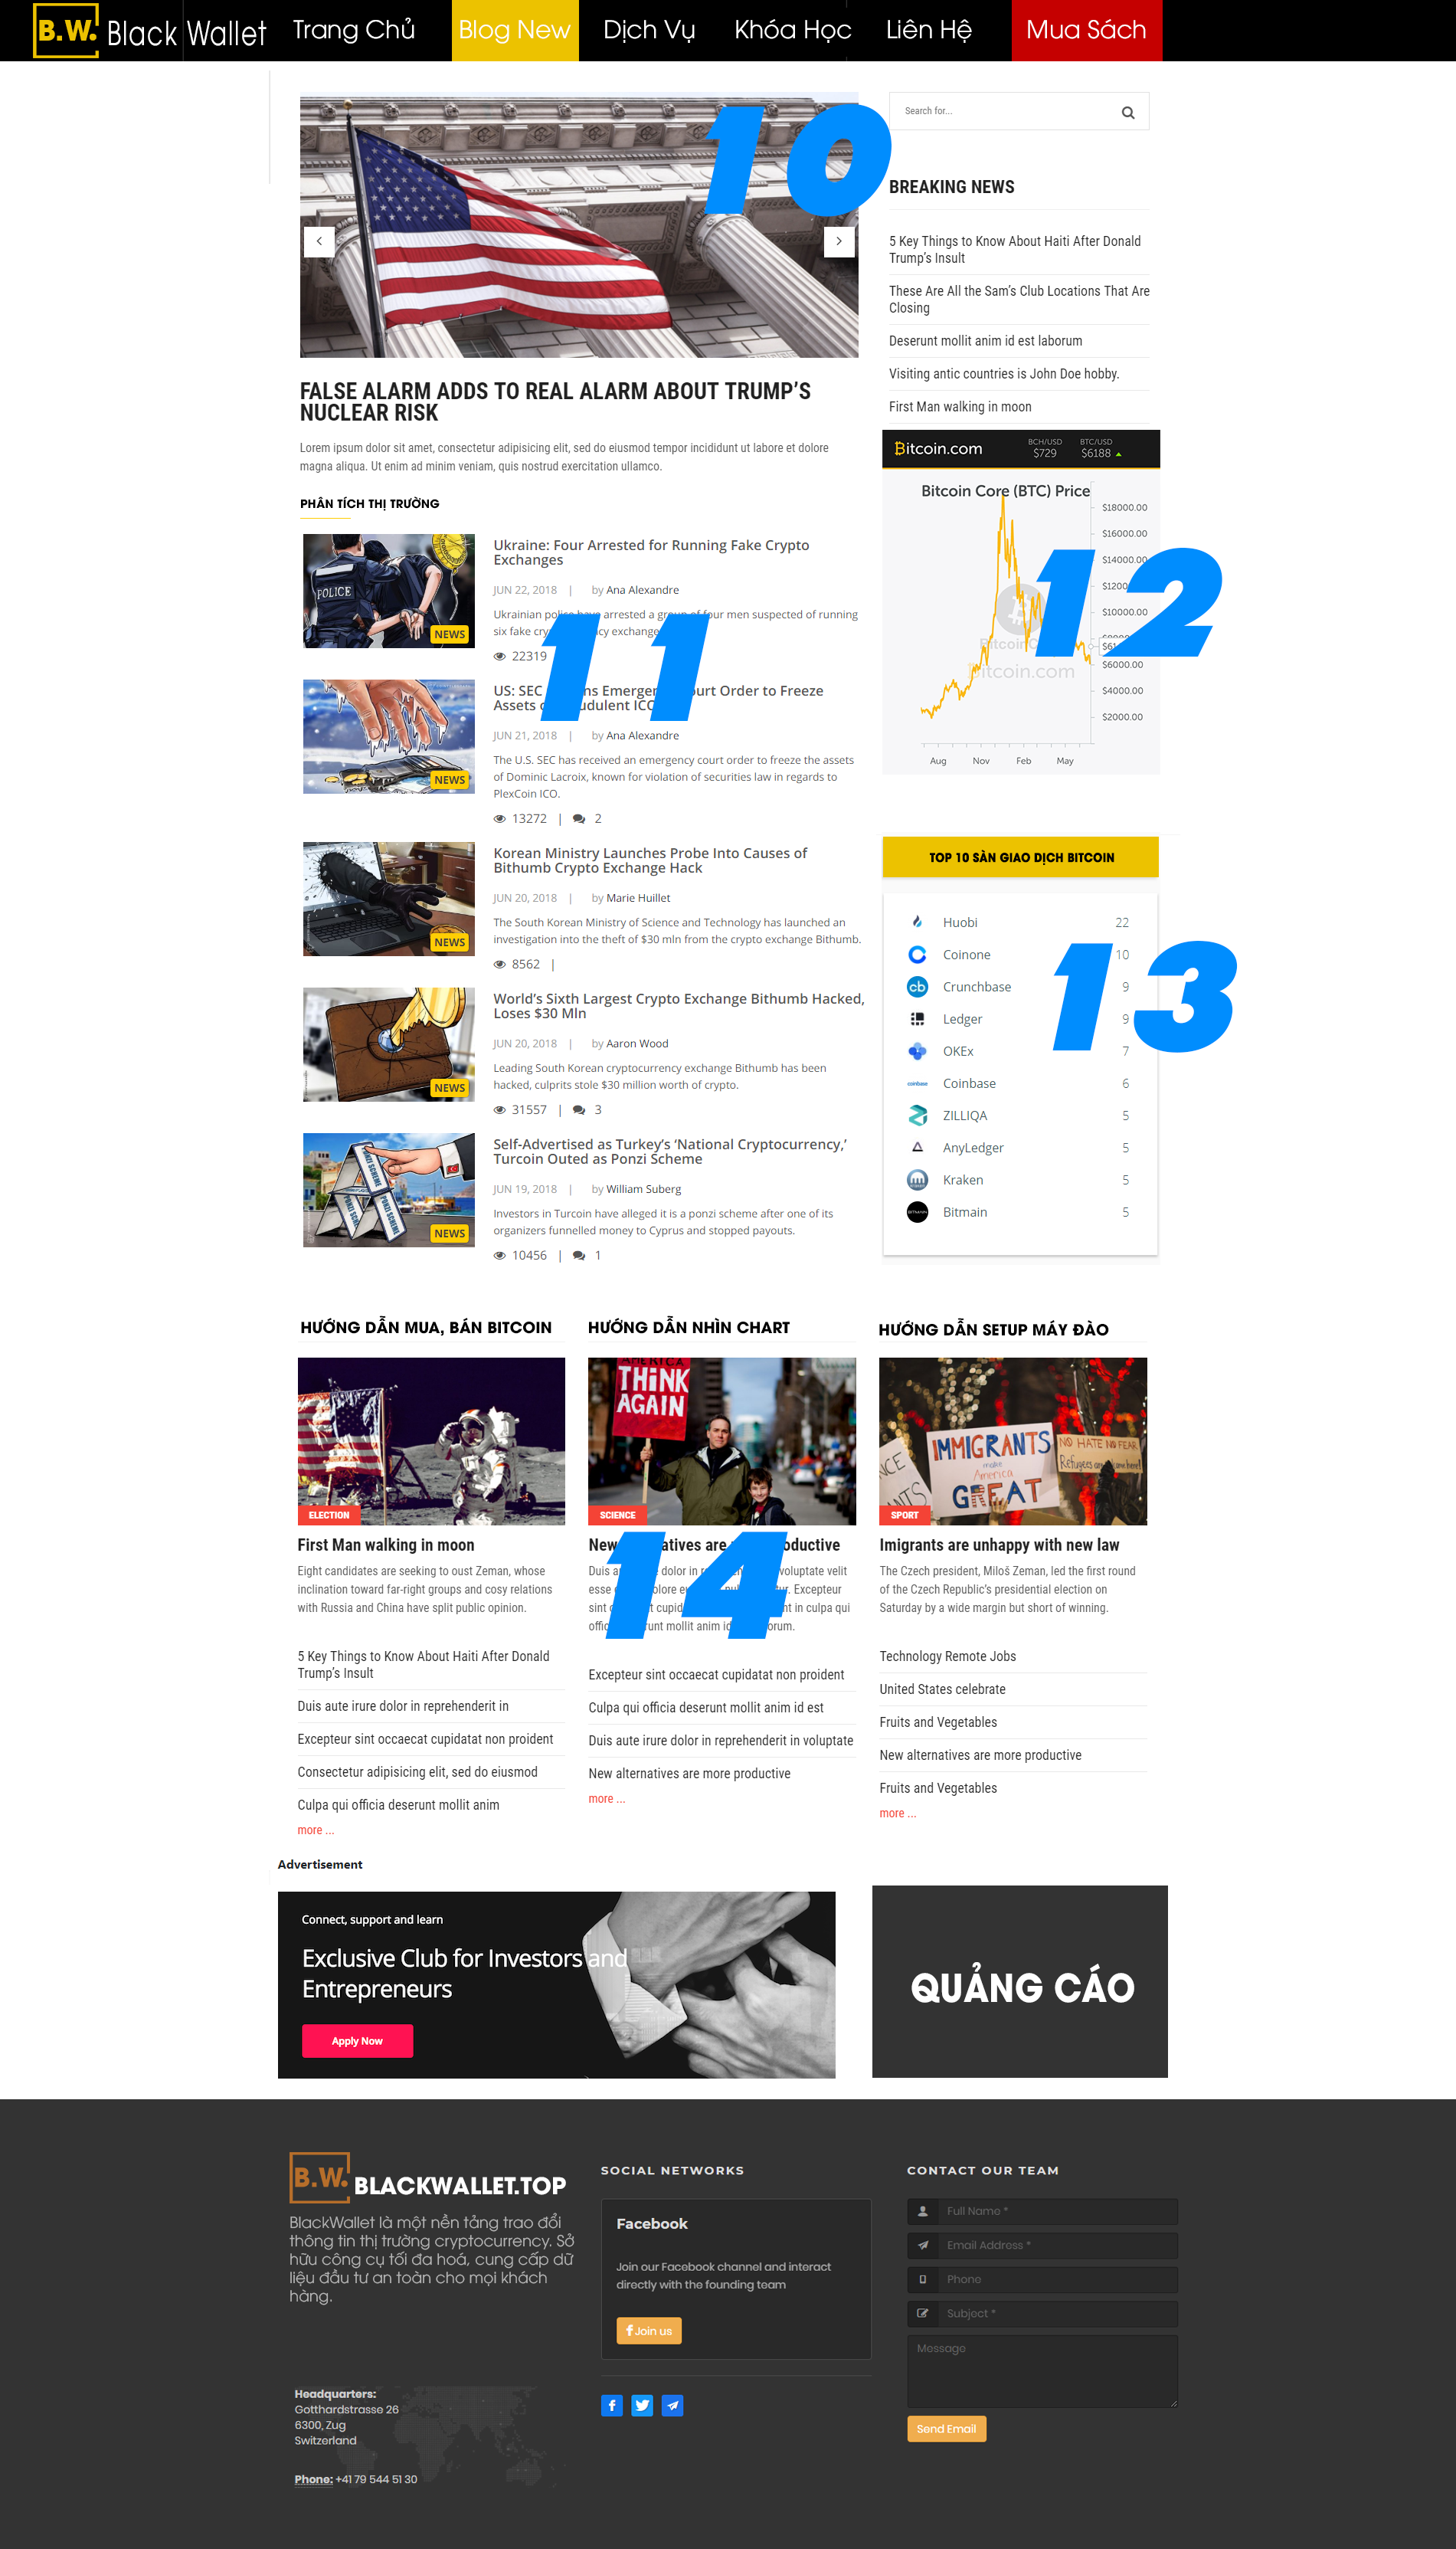 B.W. Black Wallet
Trang Chủ
Blog New
Dịch Vụ
Khóa Học
Liên Hệ
Mua Sách
10
Search for...
BREAKING NEWS
5 Key Things to Know About Haiti After Donald
Trump's Insult
These Are All the Sam's Club Locations That Are
Closing
Deserunt mollit anim id est laborum
Visiting antic countries is John Doe hobby.
First Man walking in moon
FALSE ALARM ADDS TO REAL ALARM ABOUT TRUMP'S
NUCLEAR RISK
Lorem ipsum dolor sit amet, consectetur adipisicing elit, sed do eiusmod tempor incididunt ut labore et dolore
magna aliqua. Ut enim ad minim veniam, quis nostrud exercitation ullamco.
PHÂN TÍCH THỊ TRƯỜNG
POLICE
NEWS
Ukraine: Four Arrested for Running Fake Crypto
Exchanges
JUN 22, 2018 | by Ana Alexandre
Ukrainian police have arrested a group of four men suspected of running
six fake exchange
22319
11
NEWS
US: SEC Emergen Court Order to Freeze
Assets ICO
JUN 21, 2018 | by Ana Alexandre
The U.S. SEC has received an emergency court order to freeze the assets
of Dominic Lacroix, known for violation of securities law in regards to
PlexCoin ICO.
13272 | 2
NEWS
Korean Ministry Launches Probe Into Causes of
Bithumb Crypto Exchange Hack
JUN 20, 2018 | by Marie Huillet
The South Korean Ministry of Science and Technology has launched an
investigation into the theft of $30 mln from the crypto exchange Bithumb.
8562 |
NEWS
World's Sixth Largest Crypto Exchange Bithumb Hacked,
Loses $30 Mln
JUN 20, 2018 | by Aaron Wood
Leading South Korean cryptocurrency exchange Bithumb has been
hacked, culprits stole $30 million worth of crypto.
31557 | 3
PONZI SCHEME
PONZI SCHEME
PONZI SCHEME
NEWS
Self-Advertised as Turkey's 'National Cryptocurrency,'
Turcoin Outed as Ponzi Scheme
JUN 19, 2018 | by William Suberg
Investors in Turcoin have alleged it is a ponzi scheme after one of its
organizers funnelled money to Cyprus and stopped payouts.
10456 | 1
Bitcoin.com
BCH/USD
$729
BTC/USD
$6188
Bitcoin Core (BTC) Price
$18000.00
$16000.00
$14000.00
$1200
$10000.00
$6000.00
$4000.00
$2000.00
Bitcoin.com
Aug Nov Feb May
12
TOP 10 SÀN GIAO DỊCH BITCOIN
Huobi 22
Coinone 10
cb Crunchbase 9
Ledger 9
OKEx 7
coinbase Coinbase 6
ZILLIQA 5
AnyLedger 5
Kraken 5
BITMAIN Bitmain 5
13
HƯỚNG DẪN MUA, BÁN BITCOIN
ELECTION
First Man walking in moon
Eight candidates are seeking to oust Zeman, whose
inclination toward far-right groups and cosy relations
with Russia and China have split public opinion.
5 Key Things to Know About Haiti After Donald
Trump's Insult
Duis aute irure dolor in reprehenderit in
Excepteur sint occaecat cupidatat non proident
Consectetur adipisicing elit, sed do eiusmod
Culpa qui officia deserunt mollit anim
more ...
HƯỚNG DẪN NHÌN CHART
AMERICA
THINK
AGAIN
SCIENCE
New atives are oductive
Duis a dolor in voluptate velit
esse olore Excepteur
sint t cupid nt in culpa qui
offic runt mollit anim id orum.
14
Excepteur sint occaecat cupidatat non proident
Culpa qui officia deserunt mollit anim id est
Duis aute irure dolor in reprehenderit in voluptate
New alternatives are more productive
more ...
HƯỚNG DẪN SETUP MÁY ĐÀO
IMMIGRANTS
make
America
GREAT
NO HATE NO FEAR
Refugees are here!
SPORT
Imigrants are unhappy with new law
The Czech president, Miloš Zeman, led the first round
of the Czech Republic's presidential election on
Saturday by a wide margin but short of winning.
Technology Remote Jobs
United States celebrate
Fruits and Vegetables
New alternatives are more productive
Fruits and Vegetables
more ...
Advertisement
Connect, support and learn
Exclusive Club for Investors and
Entrepreneurs
Apply Now
QUẢNG CÁO
B.W. BLACKWALLET.TOP
BlackWallet là một nền tảng trao đổi
thông tin thị trường cryptocurrency. Sở
hữu công cụ tối đa hoá, cung cấp dữ
liệu đầu tư an toàn cho mọi khách
hàng.
Headquarters:
Gotthardstrasse 26
6300, Zug
Switzerland
Phone: +41 79 544 51 30
SOCIAL NETWORKS
Facebook
Join our Facebook channel and interact
directly with the founding team
Join us
CONTACT OUR TEAM
Full Name *
Email Address *
Phone
Subject *
Message
Send Email